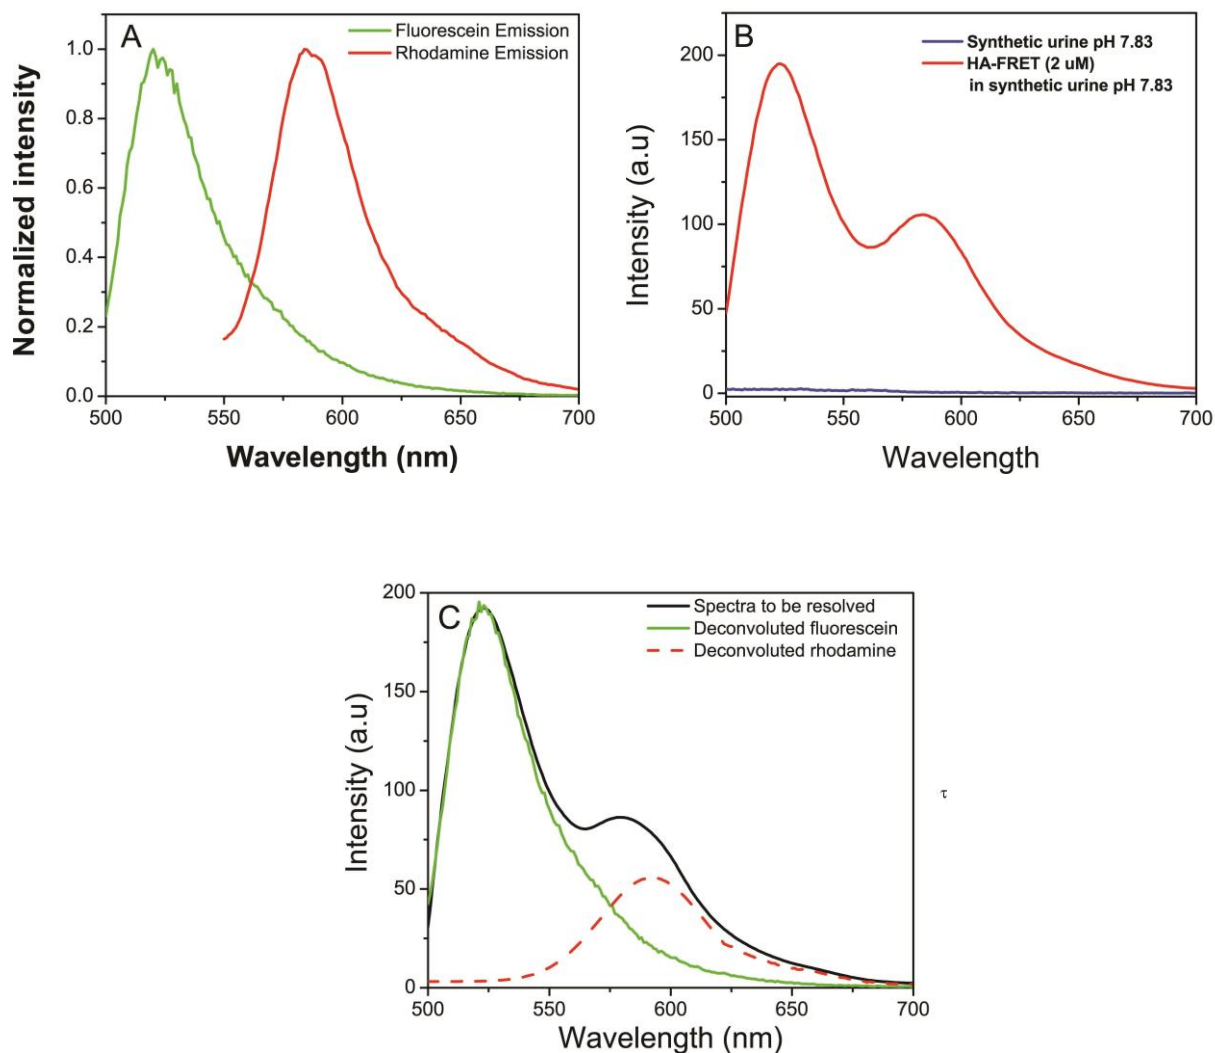 A
Fluorescein Emission
Rhodamine Emission
Normalized intensity
1.0
0.8
0.6
0.4
0.2
0.0
500
550
600
650
700
Wavelength (nm)
B
Synthetic urine pH 7.83
HA-FRET (2 uM)
in synthetic urine pH 7.83
Intensity (a.u)
200
150
100
50
0
500
550
600
650
700
Wavelength
C
Spectra to be resolved
Deconvoluted fluorescein
Deconvoluted rhodamine
Intensity (a.u)
200
150
100
50
0
500
550
600
650
700
Wavelength (nm)
τ